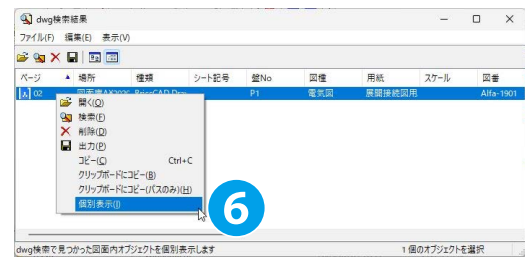 dwg検索結果
ファイル(F) 編集(E) 表示(V)
ページ 場所 種類 シート記号 盤No 図種 用紙 スケール 図番
02 P1 電気図 展開接続図用 Alfa-1901
開く(O)
検索(F)
削除(D)
出力(P)
コピー(C) Ctrl+C
クリップボードにコピー(B)
クリップボードにコピー(パスのみ)(H)
個別表示(I)
6
dwg検索で見つかった図面内オブジェクトを個別表示します 1 個のオブジェクトを選択